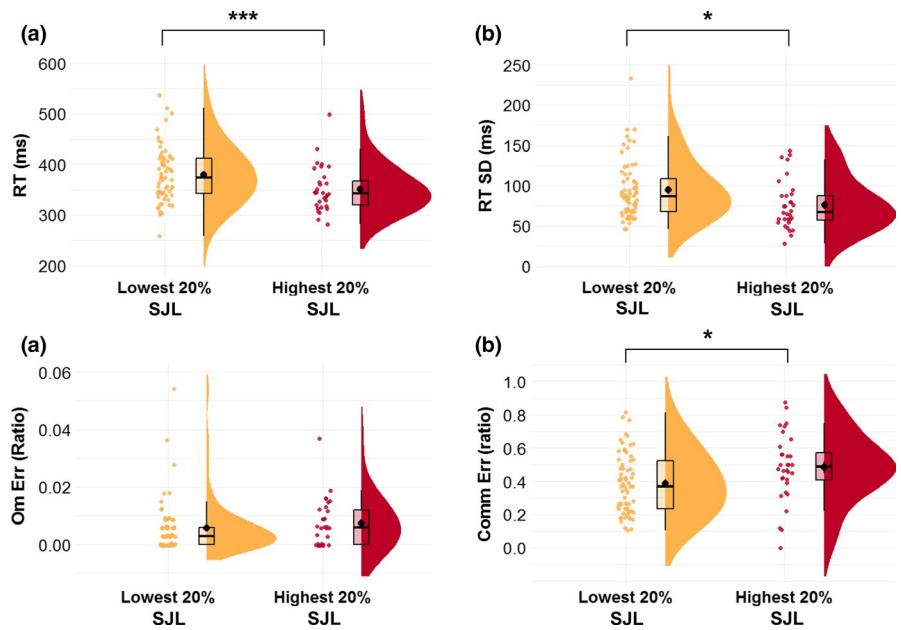 (a)
***
RT (ms)
600
500
400
300
200
Lowest 20%
SJL
Highest 20%
SJL
(b)
*
RT SD (ms)
250
200
150
100
50
0
Lowest 20%
SJL
Highest 20%
SJL
(a)
Om Err (Ratio)
0.06
0.04
0.02
0.00
Lowest 20%
SJL
Highest 20%
SJL
(b)
*
Comm Err (ratio)
1.0
0.8
0.6
0.4
0.2
0.0
Lowest 20%
SJL
Highest 20%
SJL